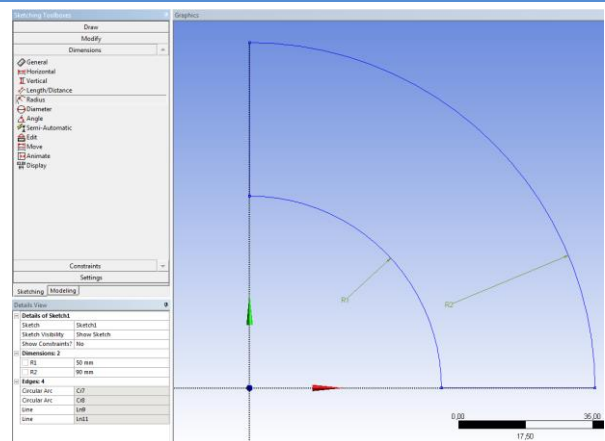 Sketching Toolboxes
Draw
Modify
Dimensions
General
Horizontal
Vertical
Length/Distance
Radius
Diameter
Angle
Semi-Automatic
Edit
Move
Animate
Display
Constraints
Settings
Sketching Modeling
Details View
Details of Sketch1
Sketch Sketch1
Sketch Visibility Show Sketch
Show Constraints? No
Dimensions: 2
R1 50 mm
R2 90 mm
Edges: 4
Circular Arc Cr7
Circular Arc Cr8
Line Ln9
Line Ln11
Graphics
R1
R2
0,00 35,00
17,50